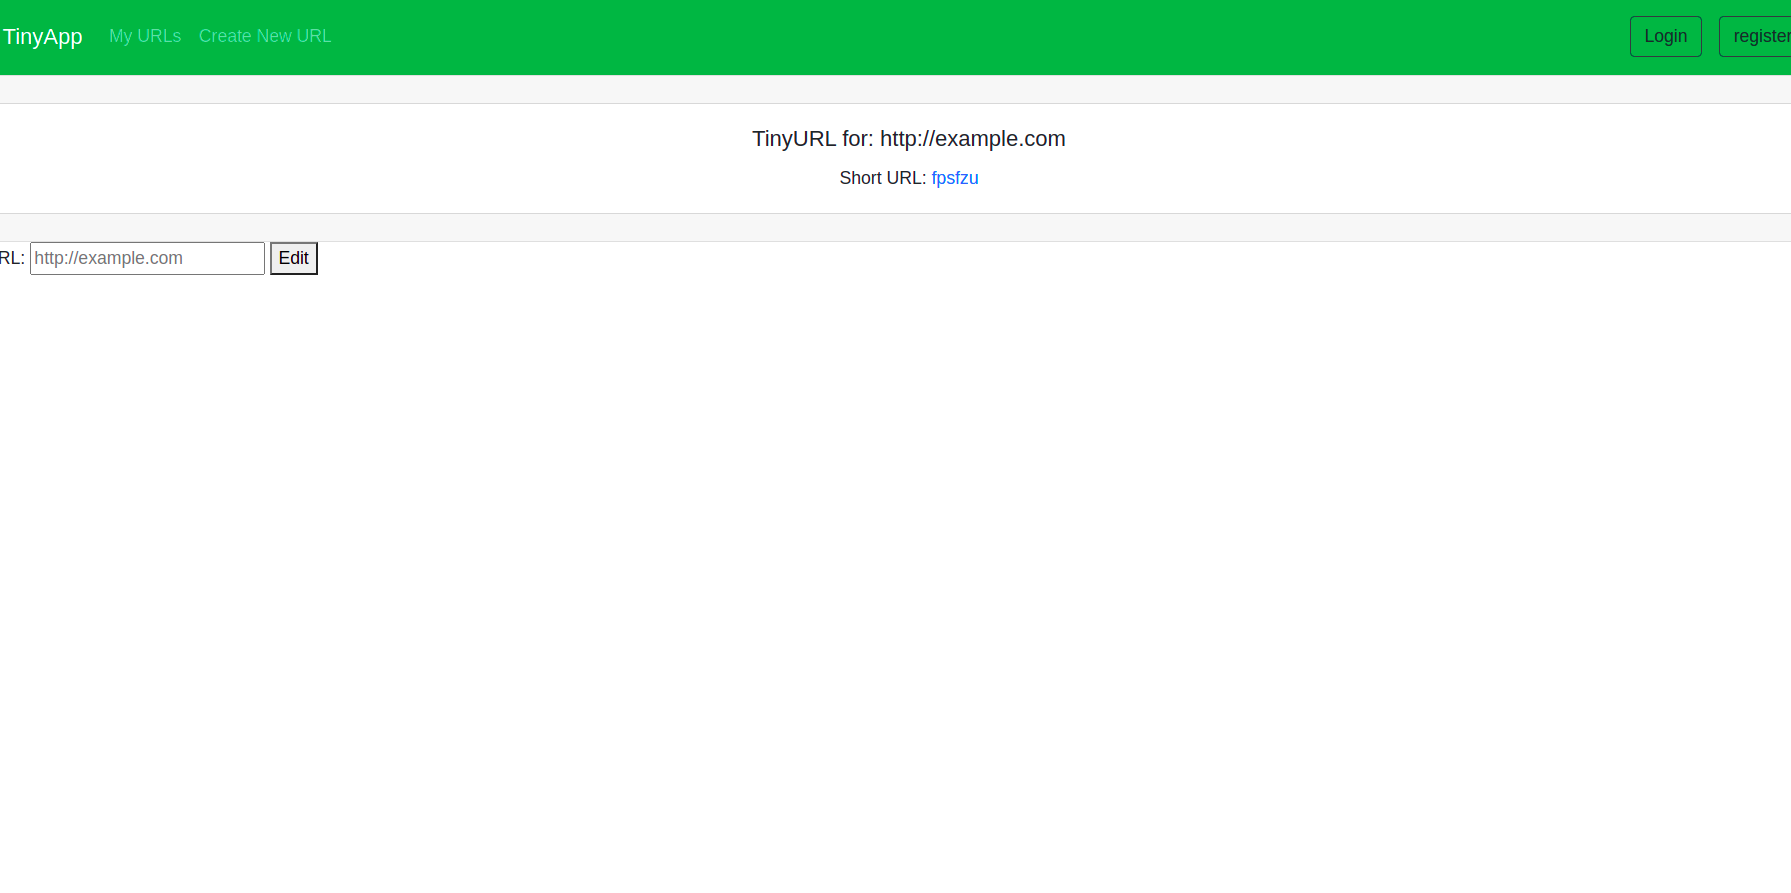 TinyApp My URLs Create New URL Login register
TinyURL for: http://example.com
Short URL: fpsfzu
RL: http://example.com Edit